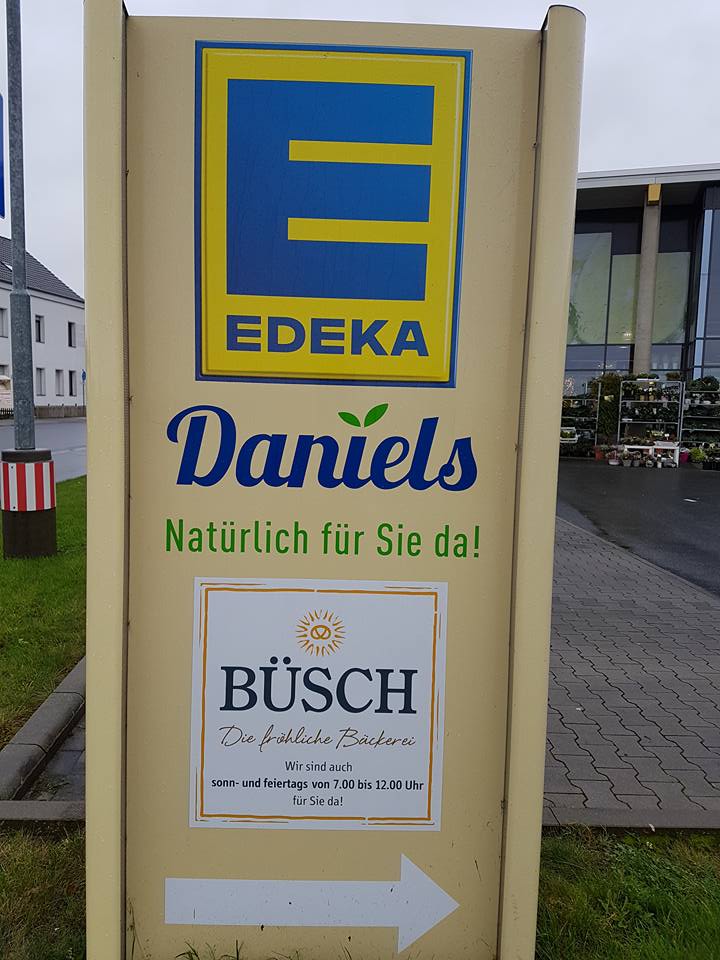 EDEKA
Daniels
Natürlich für Sie da!
BÜSCH
Die fröhliche Bäckerei
Wir sind auch
sonn- und feiertags von 7.00 bis 12.00 Uhr
für Sie da!